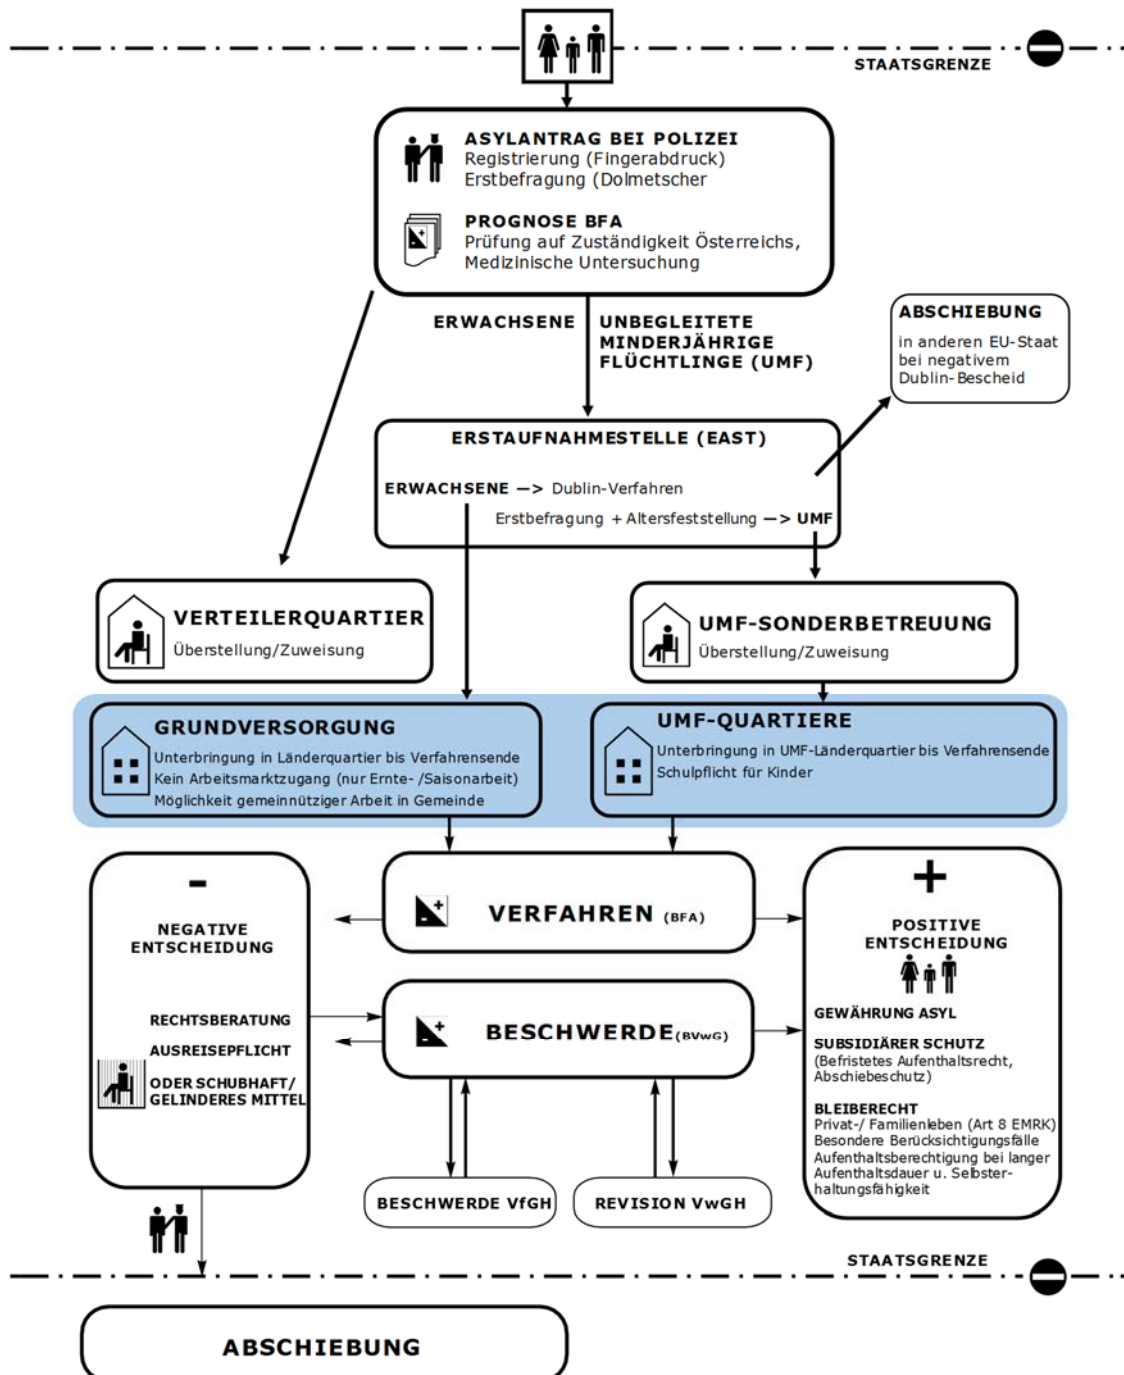 STAATSGRENZE
ASYLANTRAG BEI POLIZEI
Registrierung (Fingerabdruck)
Erstbefragung (Dolmetscher
PROGNOSE BFA
Prüfung auf Zuständigkeit Österreichs,
Medizinische Untersuchung
ERWACHSENE
UNBEGLEITETE
MINDERJÄHRIGE
FLÜCHTLINGE (UMF)
ABSCHIEBUNG
in anderen EU-Staat
bei negativem
Dublin-Bescheid
ERSTAUFNAHMESTELLE (EAST)
ERWACHSENE —> Dublin-Verfahren
Erstbefragung + Altersfeststellung —> UMF
VERTEILERQUARTIER
Überstellung/Zuweisung
UMF-SONDERBETREUUNG
Überstellung/Zuweisung
GRUNDVERSORGUNG
Unterbringung in Länderquartier bis Verfahrensende
Kein Arbeitsmarktzugang (nur Ernte-/Saisonarbeit)
Möglichkeit gemeinnütziger Arbeit in Gemeinde
UMF-QUARTIERE
Unterbringung in UMF-Länderquartier bis Verfahrensende
Schulpflicht für Kinder
-
NEGATIVE
ENTSCHEIDUNG
RECHTSBERATUNG
AUSREISEPFLICHT
ODER SCHUBHAFT/
GELINDERES MITTEL
+
-
VERFAHREN (BFA)
+
-
BESCHWERDE (BVwG)
BESCHWERDE VfGH
REVISION VwGH
+
POSITIVE
ENTSCHEIDUNG
GEWÄHRUNG ASYL
SUBSIDIÄRER SCHUTZ
(Befristetes Aufenthaltsrecht,
Abschiebeschutz)
BLEIBERECHT
Privat-/ Familienleben (Art 8 EMRK)
Besondere Berücksichtigungsfälle
Aufenthaltsberechtigung bei langer
Aufenthaltsdauer u. Selbster-
haltungsfähigkeit
STAATSGRENZE
ABSCHIEBUNG